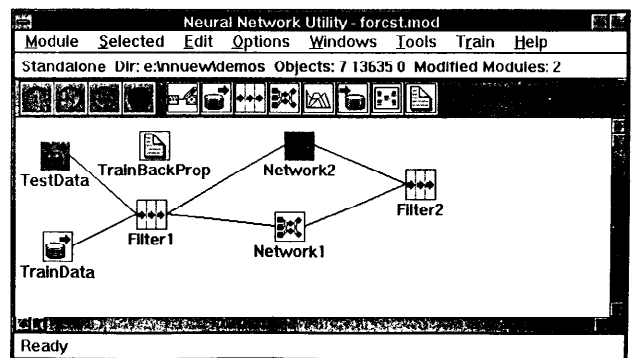 Neural Network Utility - forcst.mod
Module Selected Edit Options Windows Tools Train Help
Standalone Dir: e:\nnuew\demos Objects: 7 13635 0 Modified Modules: 2
TestData
TrainBackProp
Network2
Filter2
Filter1
Network1
TrainData
Ready